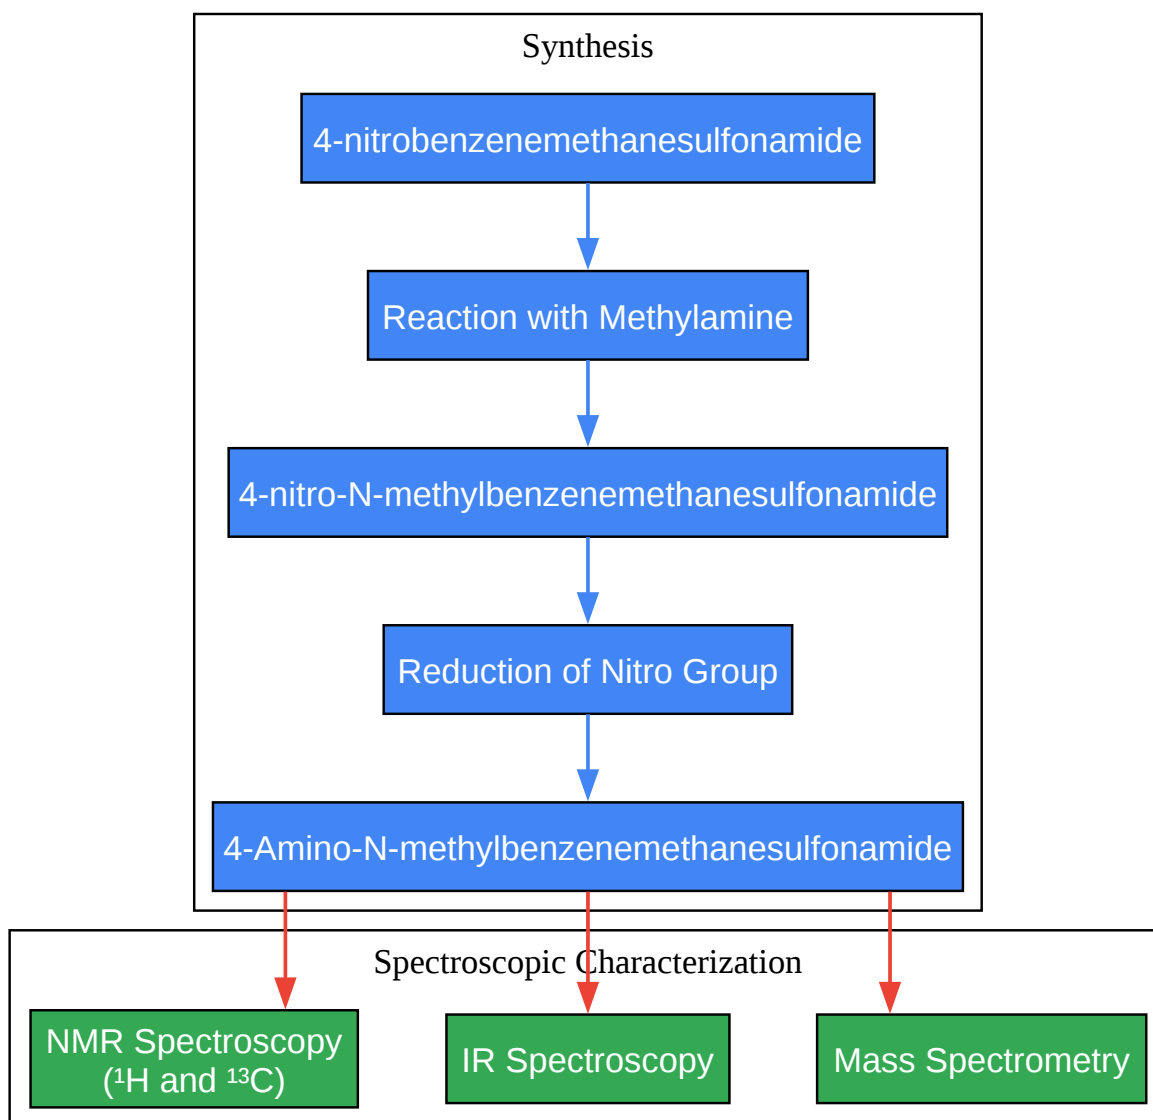 Synthesis
4-nitrobenzenemethanesulfonamide
Reaction with Methylamine
4-nitro-N-methylbenzenemethanesulfonamide
Reduction of Nitro Group
4-Amino-N-methylbenzenemethanesulfonamide
Spectroscopic Characterization
NMR Spectroscopy
(¹H and ¹³C)
IR Spectroscopy
Mass Spectrometry